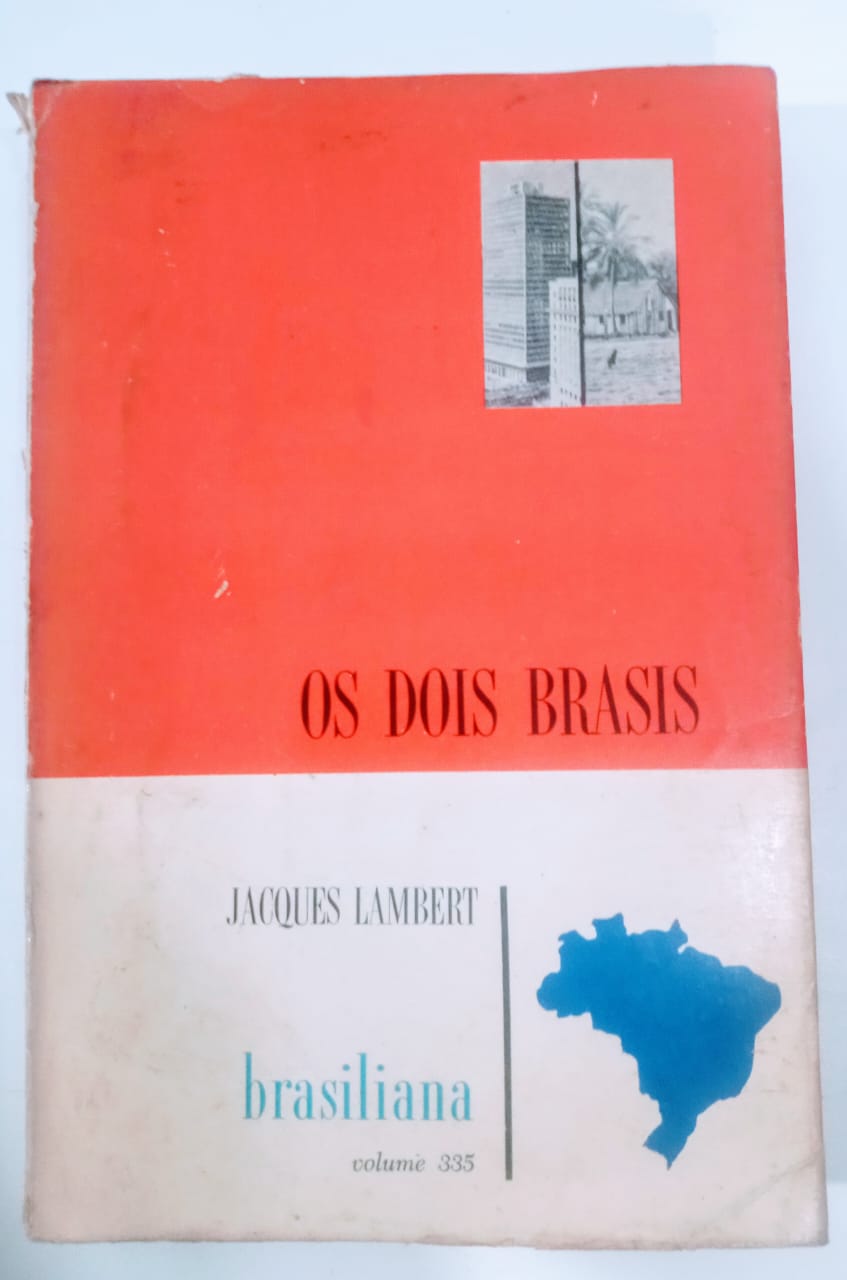 OS DOIS BRASIS
JACQUES LAMBERT
brasiliana
volume 335